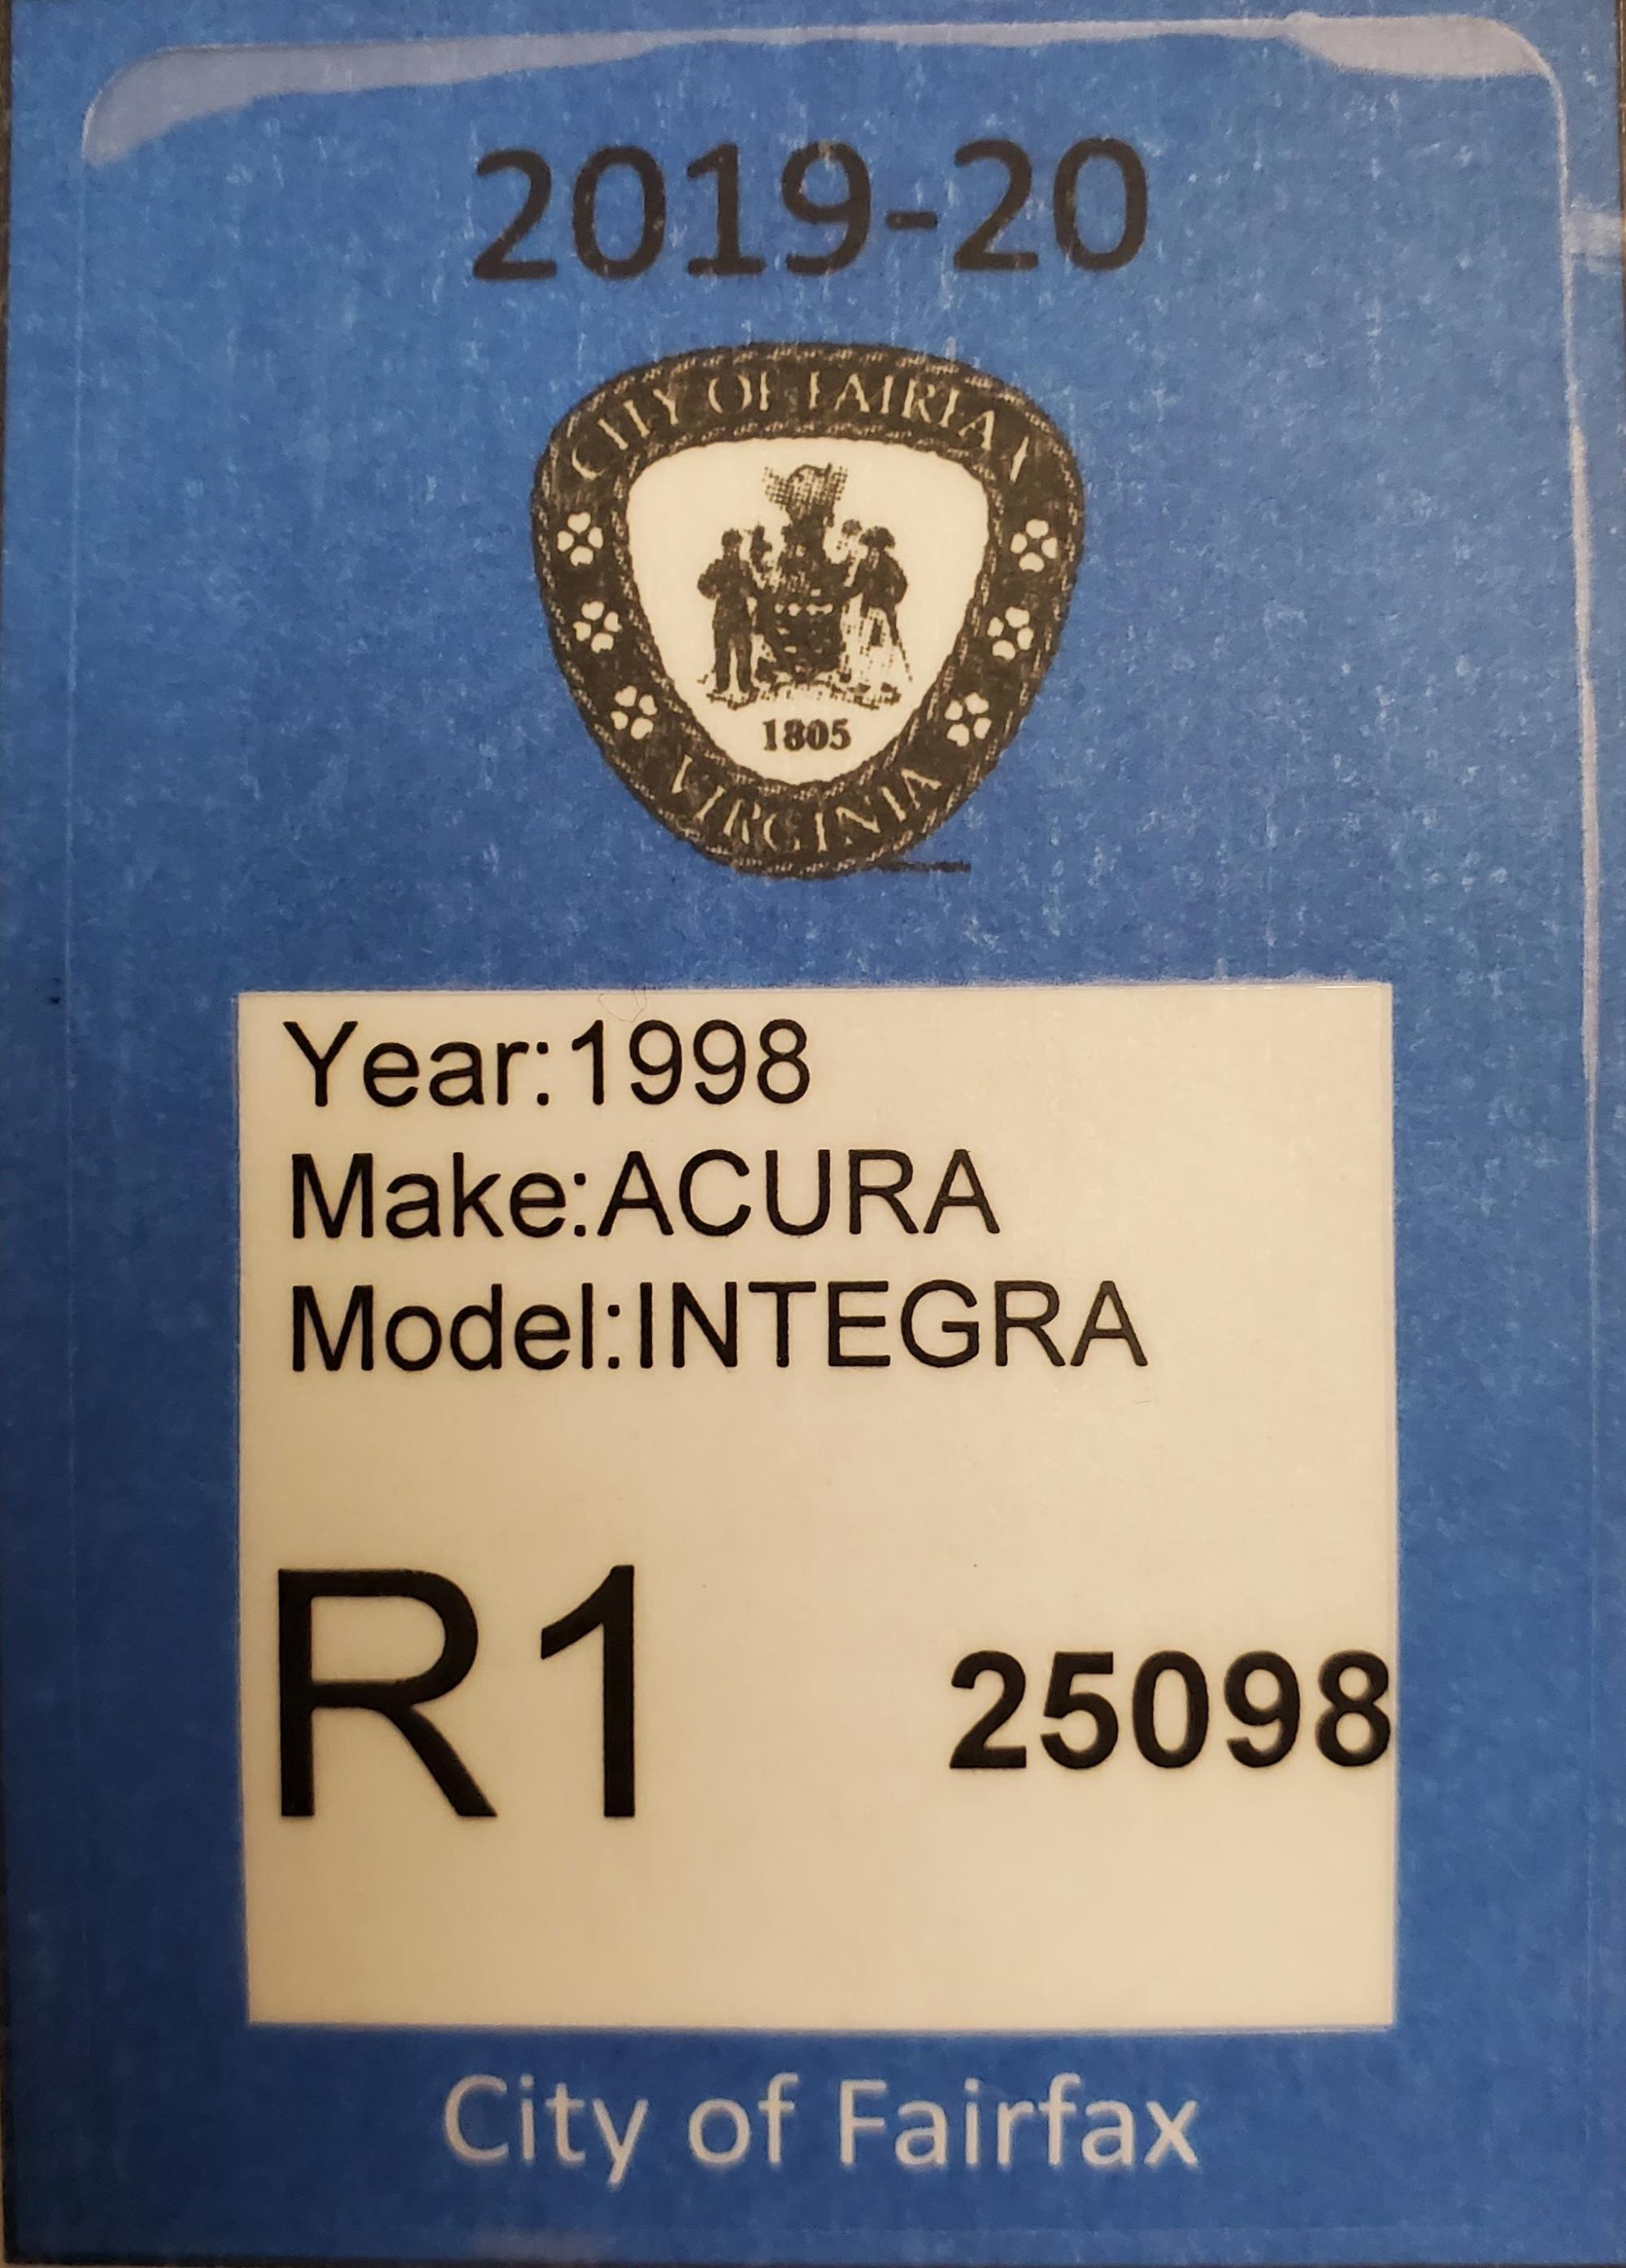 2019-20
CITY OF FAIRFAX
1805
VIRGINIA
Year:1998
Make:ACURA
Model:INTEGRA
R1 25098
City of Fairfax